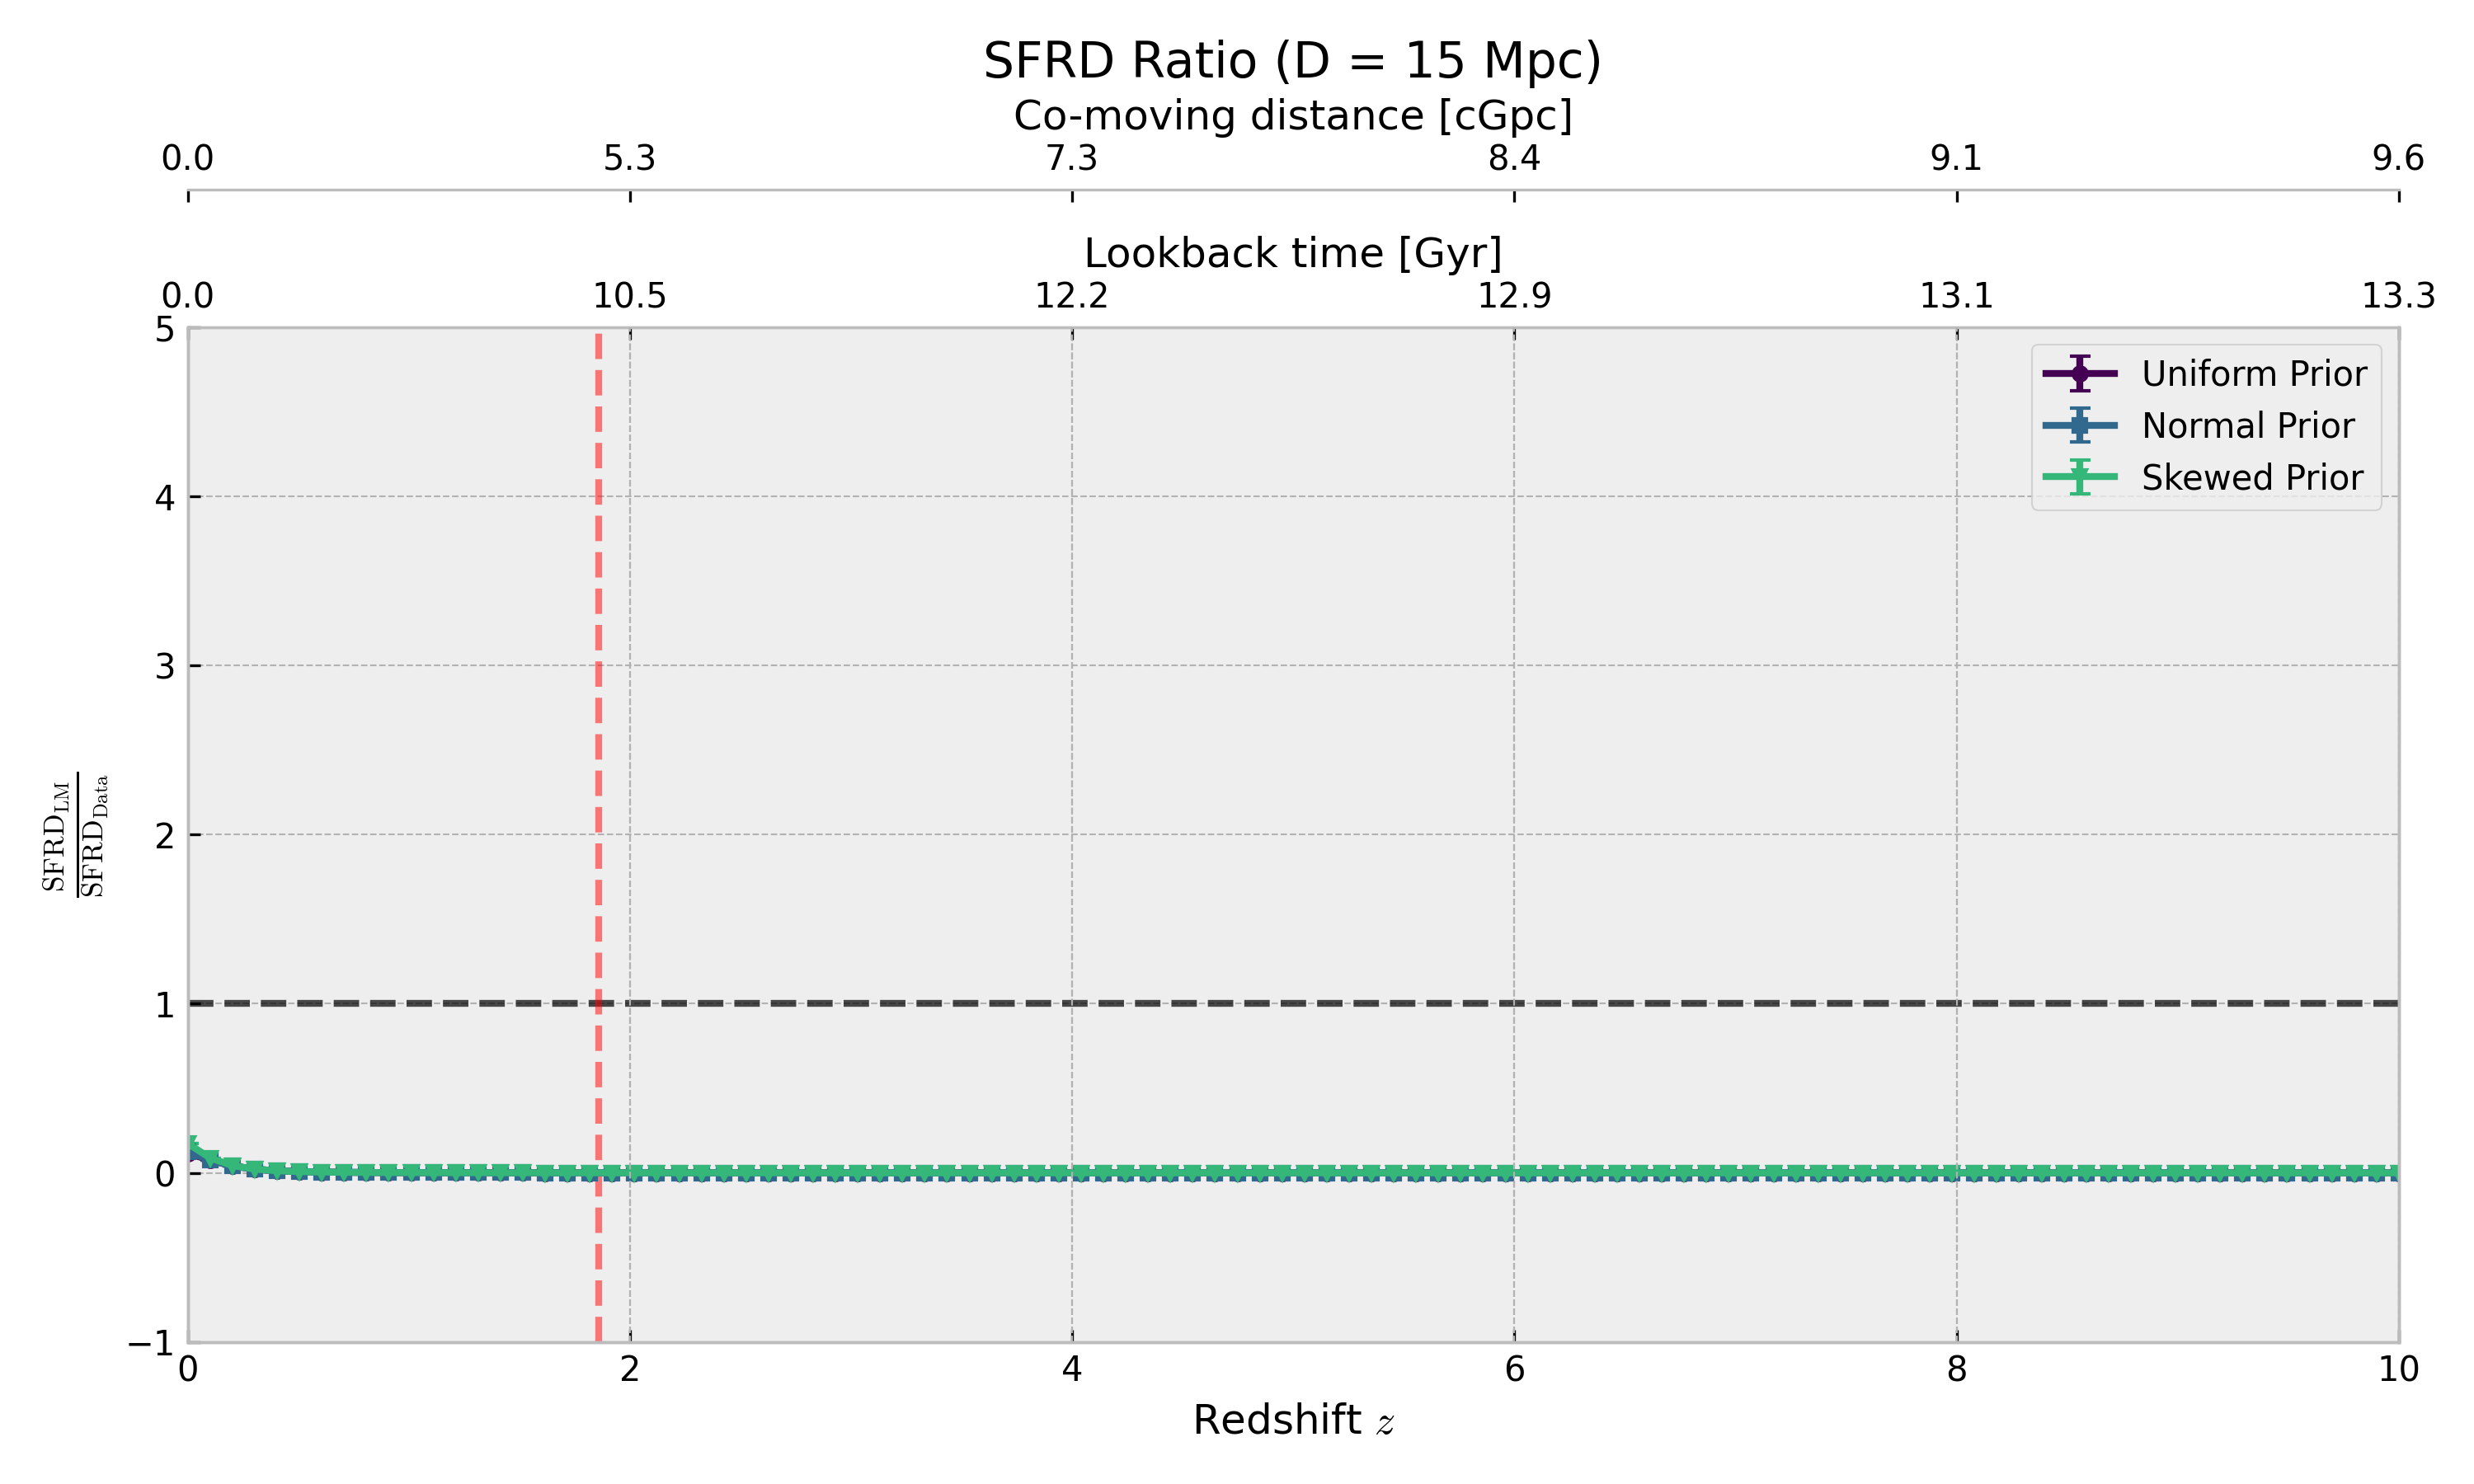 SFRD Ratio (D = 15 Mpc)
Co-moving distance [cGpc]
0.0 5.3 7.3 8.4 9.1 9.6
Lookback time [Gyr]
0.0 10.5 12.2 12.9 13.1 13.3
5
4
3
2
1
0
−1
Uniform Prior
Normal Prior
Skewed Prior
SFRD_LM
SFRD_Data
0 2 4 6 8 10
Redshift z